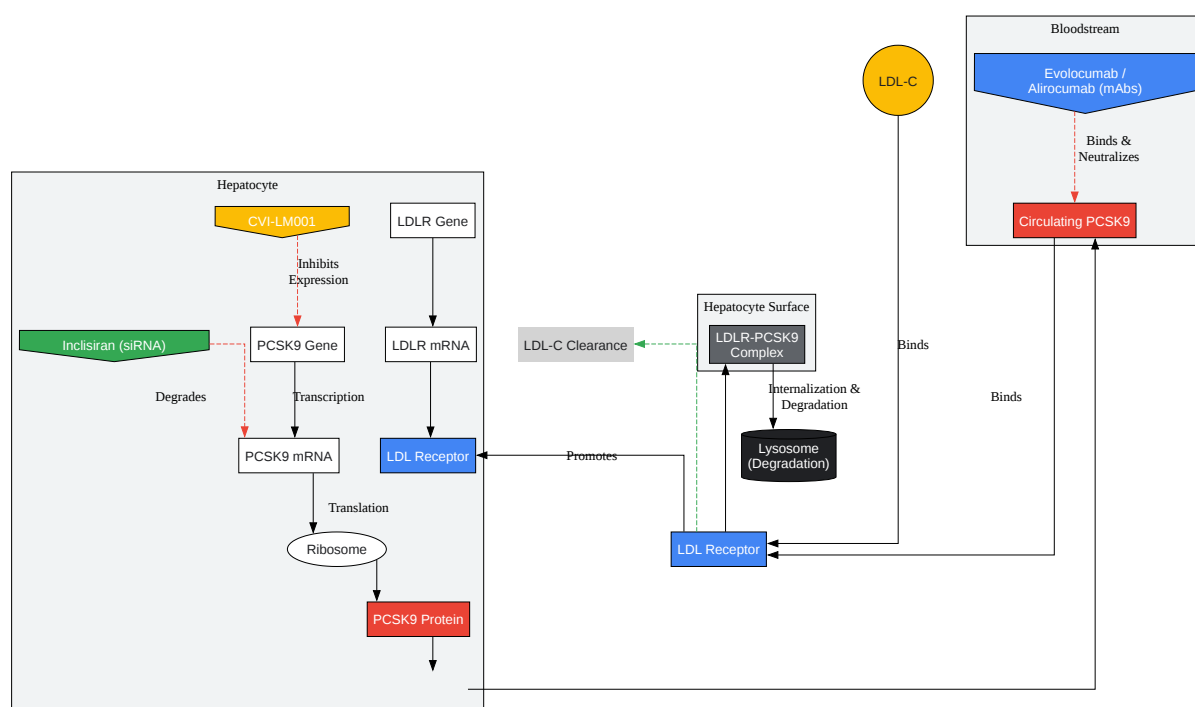 Bloodstream
Evolocumab /
Alirocumab (mAbs)
LDL-C
Binds &
Neutralizes
Hepatocyte
CVI-LM001
LDLR Gene
Circulating PCSK9
Inhibits
Expression
Hepatocyte Surface
Inclisiran (siRNA)
PCSK9 Gene
LDLR mRNA
LDL-C Clearance
LDLR-PCSK9
Complex
Binds
Degrades
Transcription
Internalization &
Degradation
Binds
PCSK9 mRNA
LDL Receptor
Promotes
Lysosome
(Degradation)
Translation
Ribosome
LDL Receptor
PCSK9 Protein